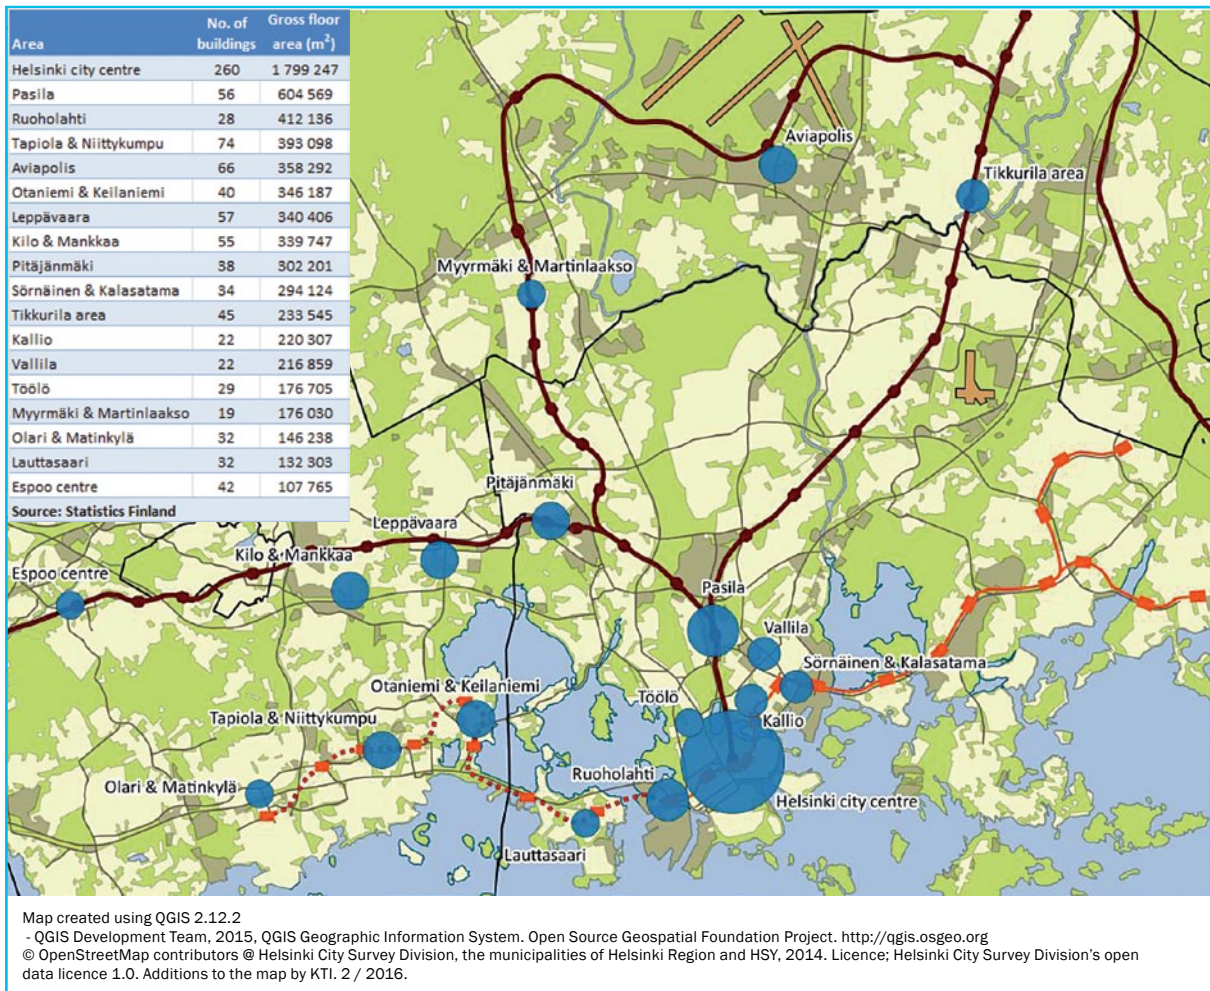 Area No. of buildings Gross floor area (m²)
Helsinki city centre 260 1 799 247
Pasila 56 604 569
Ruoholahti 28 412 136
Tapiola & Niittykumpu 74 393 098
Aviapolis 66 358 292
Otaniemi & Keilaniemi 40 346 187
Leppävaara 57 340 406
Kilo & Mankkaa 55 339 747
Pitäjänmäki 38 302 201
Sörnäinen & Kalasatama 34 294 124
Tikkurila area 45 233 545
Kallio 22 220 307
Vallila 22 216 859
Töölö 29 176 705
Myyrmäki & Martinlaakso 19 176 030
Olari & Matinkylä 32 146 238
Lauttasaari 32 132 303
Espoo centre 42 107 765
Source: Statistics Finland
Aviapolis
Tikkurila area
Myyrmäki & Martinlaakso
Pitäjänmäki
Leppävaara
Kilo & Mankkaa
Espoo centre
Pasila
Vallila
Sörnäinen & Kalasatama
Otaniemi & Keilaniemi
Töölö
Tapiola & Niittykumpu
Kallio
Ruoholahti
Olari & Matinkylä
Helsinki city centre
Lauttasaari
Map created using QGIS 2.12.2
- QGIS Development Team, 2015, QGIS Geographic Information System. Open Source Geospatial Foundation Project. http://qgis.osgeo.org
© OpenStreetMap contributors @ Helsinki City Survey Division, the municipalities of Helsinki Region and HSY, 2014. Licence; Helsinki City Survey Division's open
data licence 1.0. Additions to the map by KTI. 2 / 2016.